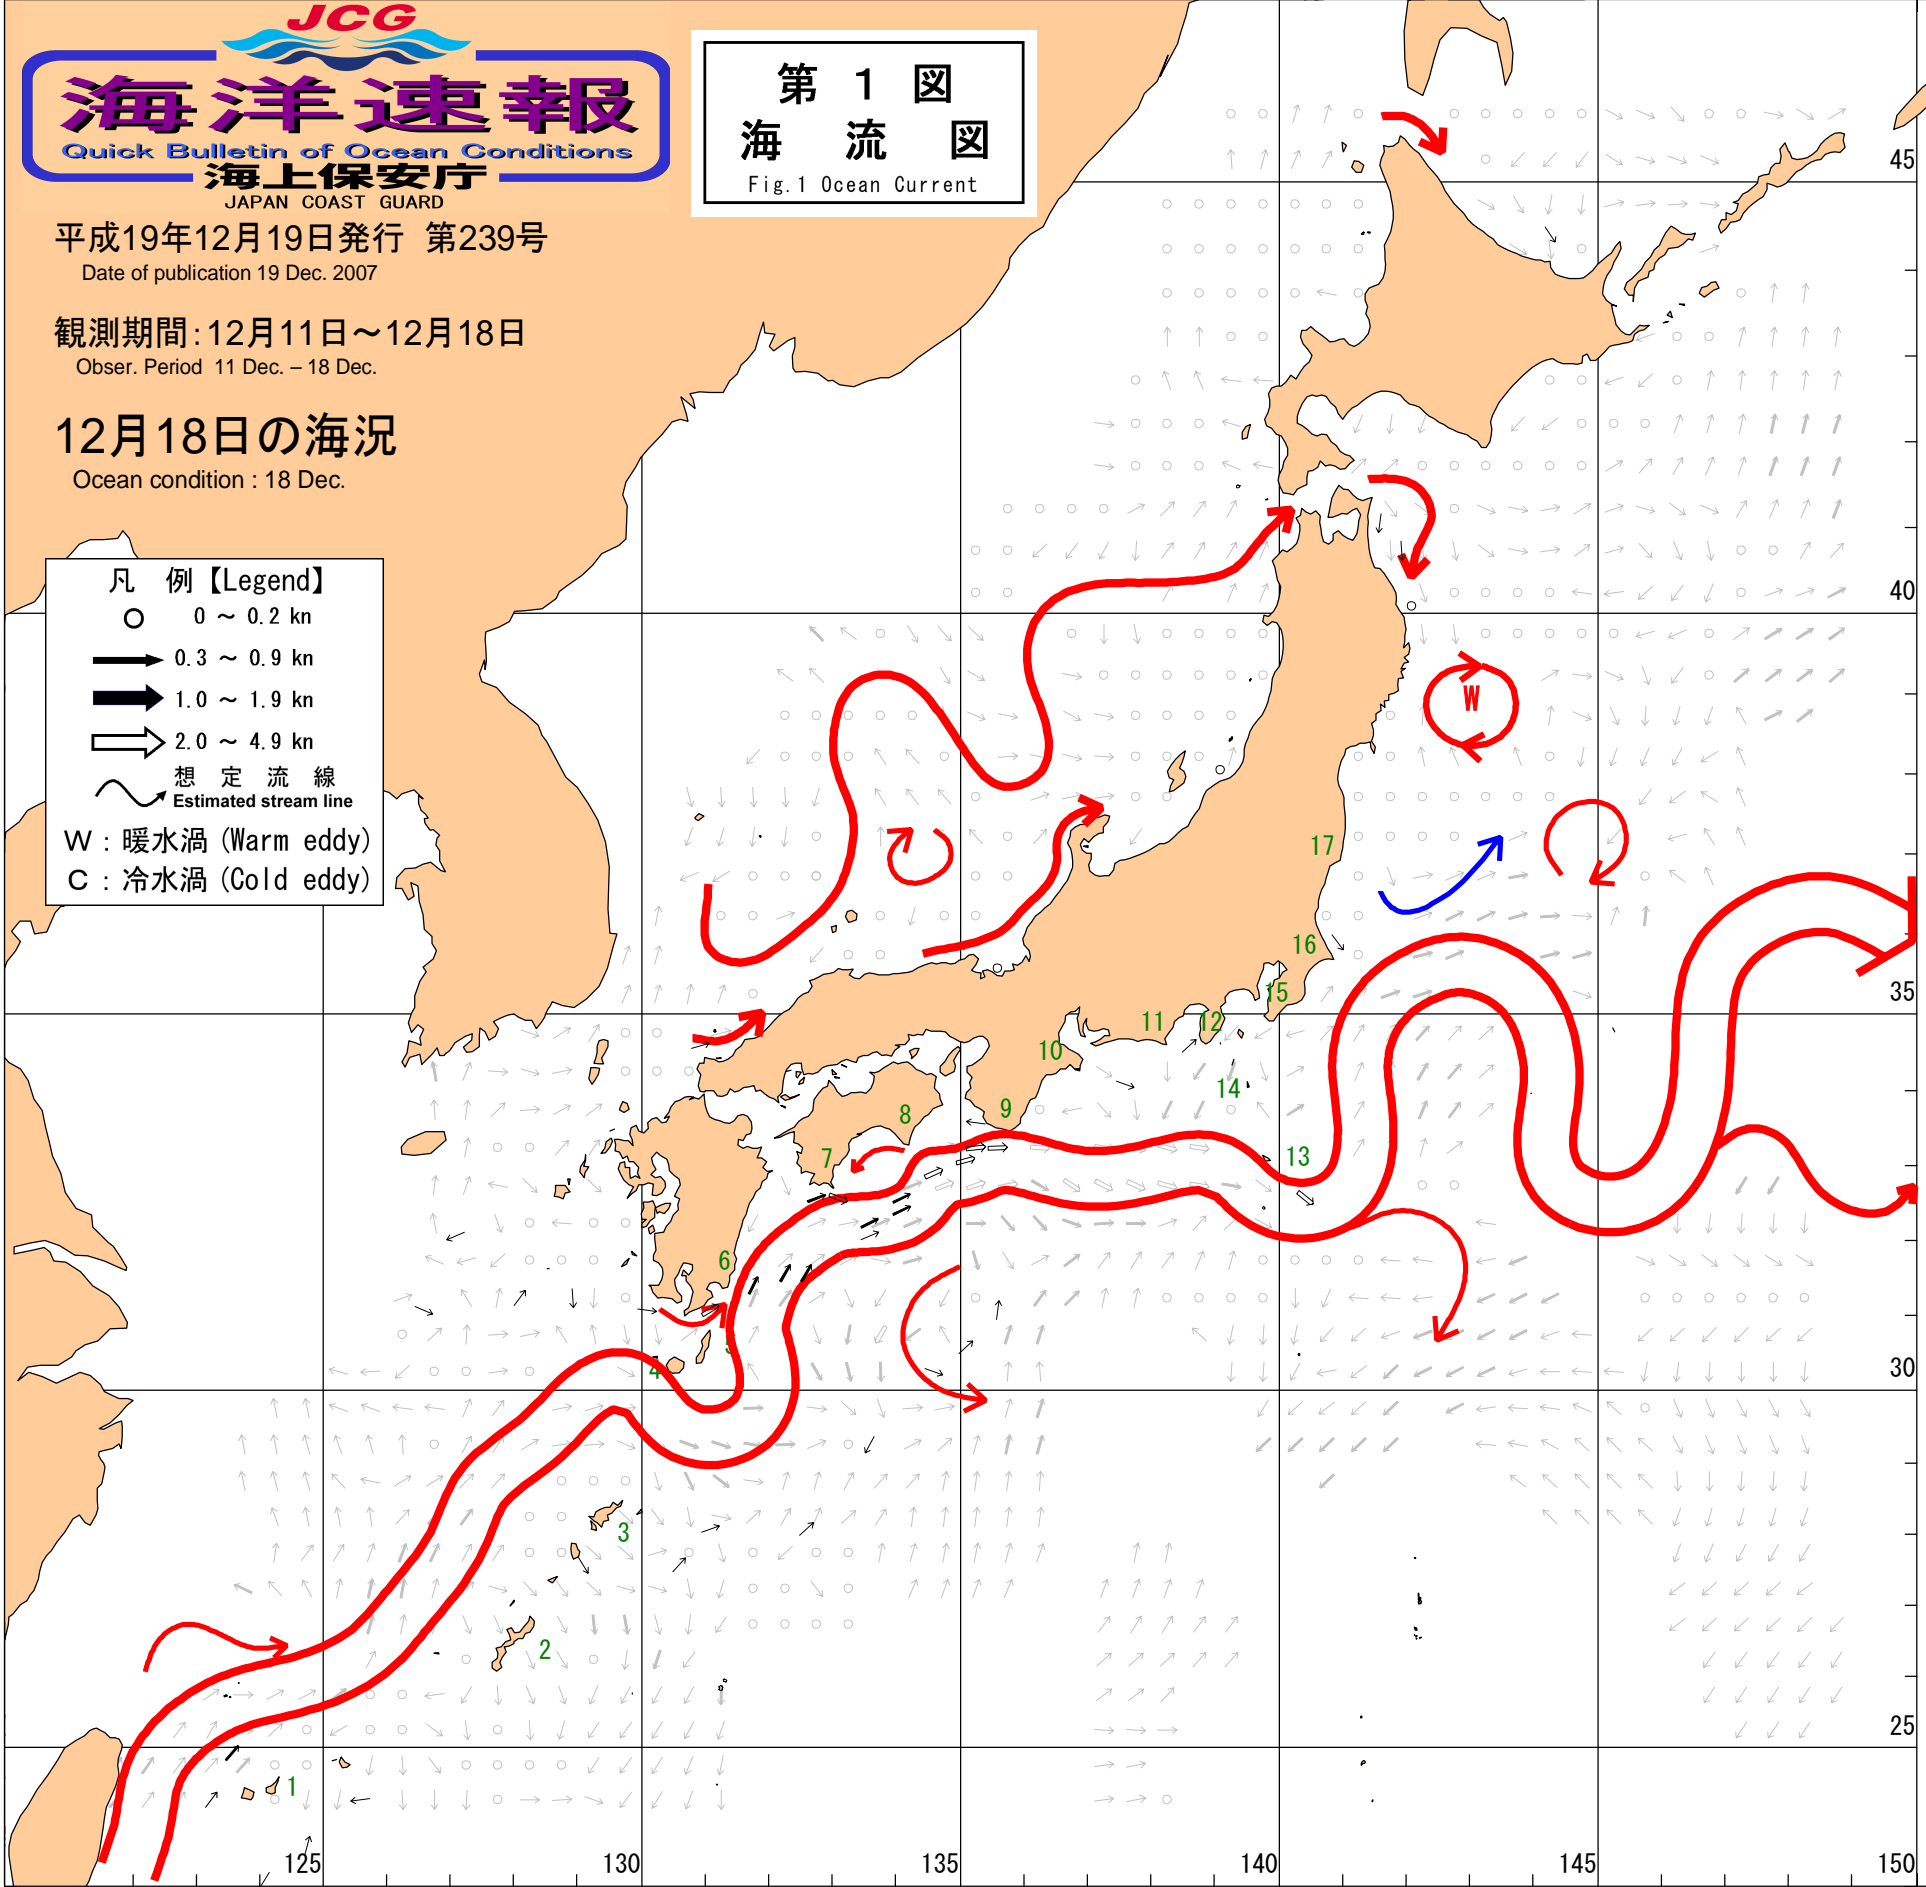 JCG
海洋速報
Quick Bulletin of Ocean Conditions
海上保安庁
JAPAN COAST GUARD
平成19年12月19日発行 第239号
Date of publication 19 Dec. 2007
観測期間:12月11日～12月18日
Obser. Period 11 Dec. – 18 Dec.
12月18日の海況
Ocean condition : 18 Dec.
第 1 図
海 流 図
Fig.1 Ocean Current
凡 例【Legend】
0 ～ 0.2 kn
0.3 ～ 0.9 kn
1.0 ～ 1.9 kn
2.0 ～ 4.9 kn
想 定 流 線
Estimated stream line
W : 暖水渦 (Warm eddy)
C : 冷水渦 (Cold eddy)
45
40
W
17
16
35
15
11
12
10
14
8
9
7
13
6
5
4
30
3
2
25
1
125
130
135
140
145
150